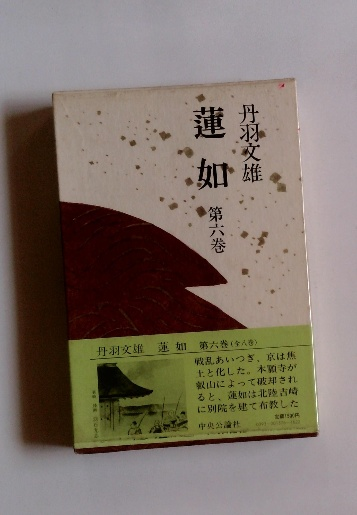 丹羽文雄
蓮如
第六巻
丹羽文雄 蓮如 第六巻(全八巻)
戦乱あいつぎ、京は焦
土と化した。本願寺が
叡山によって破却され
ると、蓮如は北陸吉崎
に別院を建て布教した
中央公論社